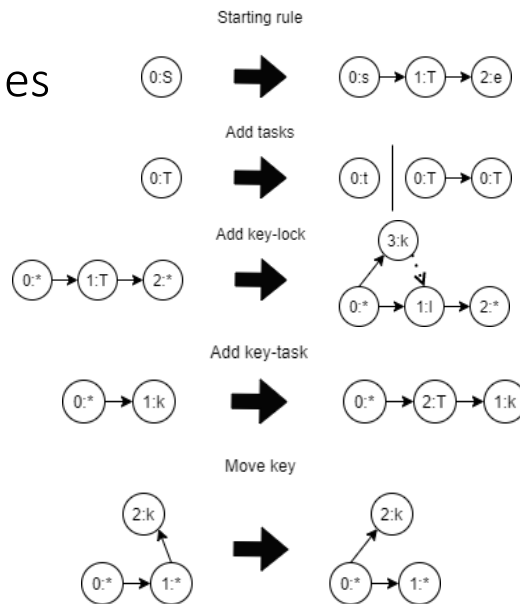 Starting rule
es
0:S 0:s 1:T 2:e
Add tasks
0:T 0:t 0:T 0:T
Add key-lock
3:k
0:* 1:T 2:* 0:* 1:l 2:*
Add key-task
0:* 1:k 0:* 2:T 1:k
Move key
2:k 2:k
0:* 1:* 0:* 1:*